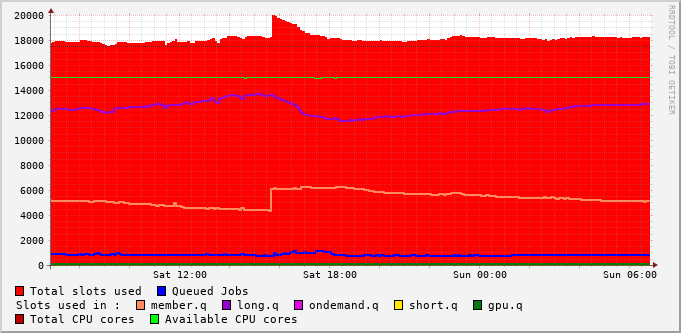 20000
18000
16000
14000
12000
10000
8000
6000
4000
2000
0
Sat 12:00 Sat 18:00 Sun 00:00 Sun 06:00
RRDTOOL / TOBI OETIKER
Total slots used Queued Jobs
Slots used in : member.q long.q ondemand.q short.q gpu.q
Total CPU cores Available CPU cores